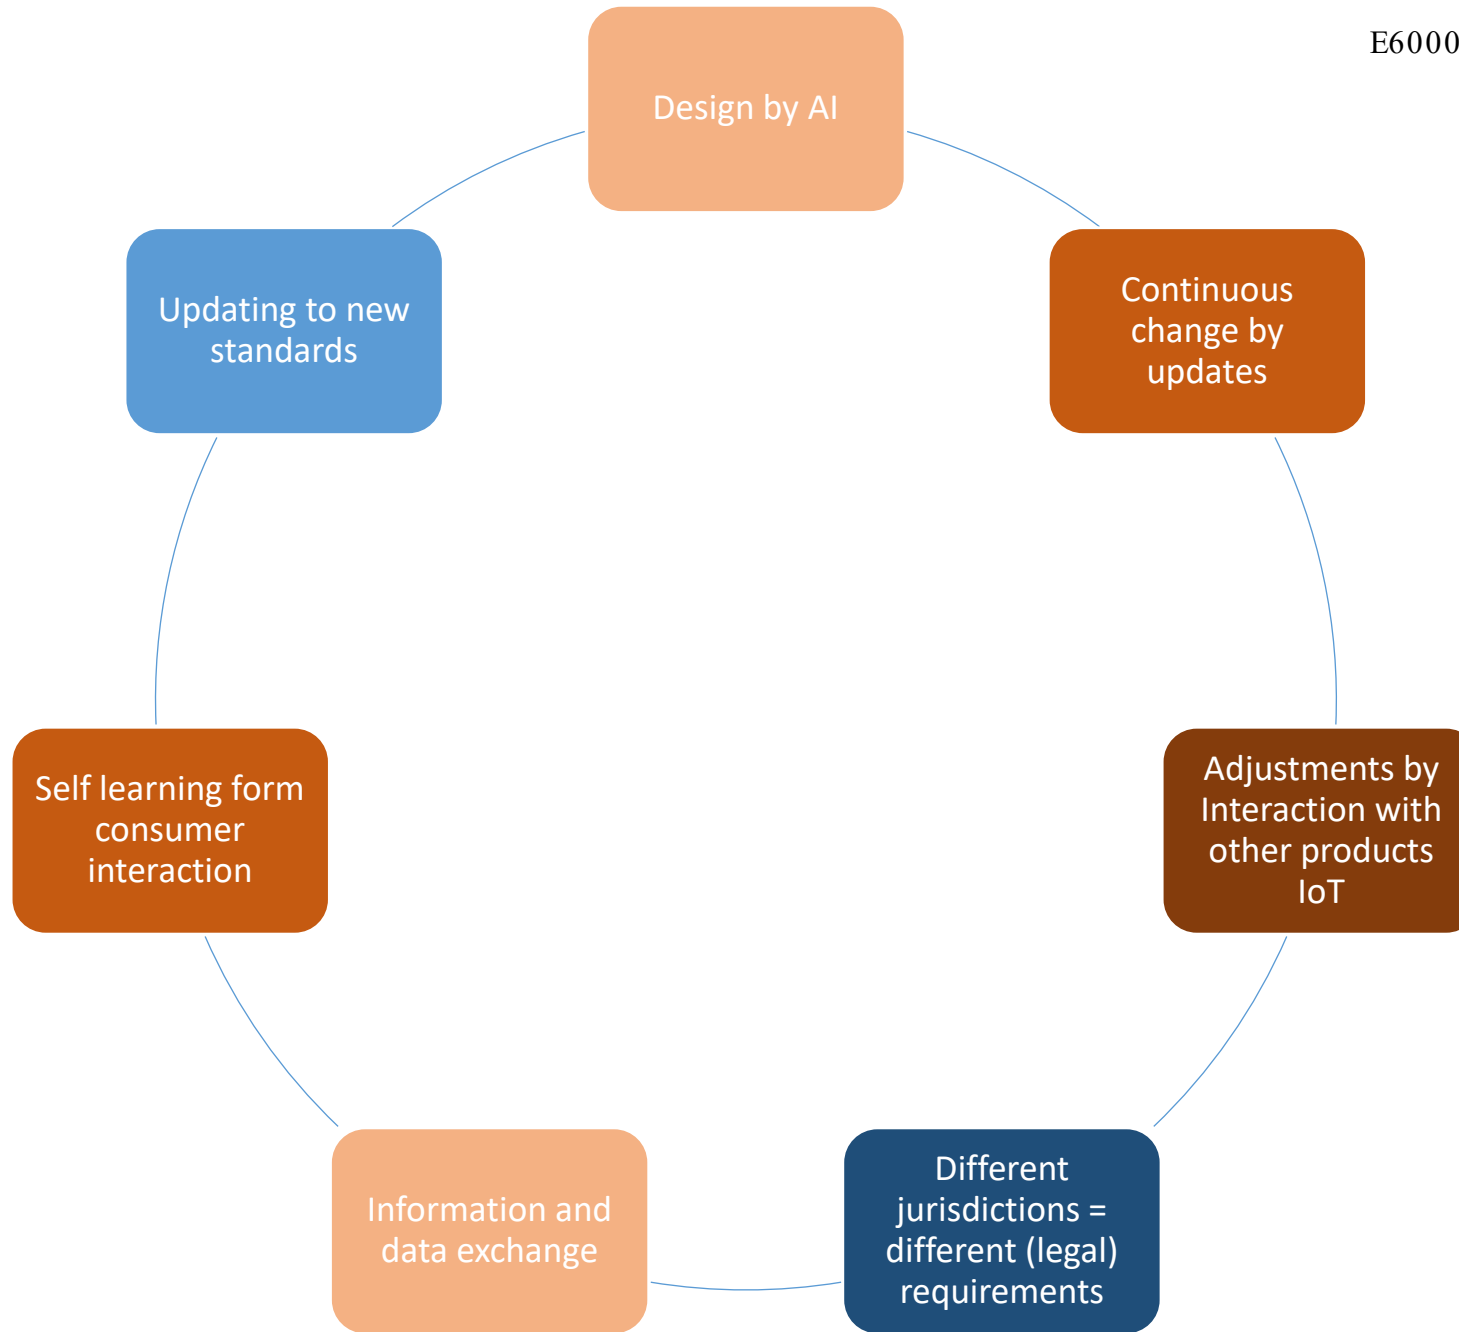 E6000
Design by AI
Continuous
change by
updates
Adjustments by
Interaction with
other products
IoT
Different
jurisdictions =
different (legal)
requirements
Information and
data exchange
Self learning form
consumer
interaction
Updating to new
standards